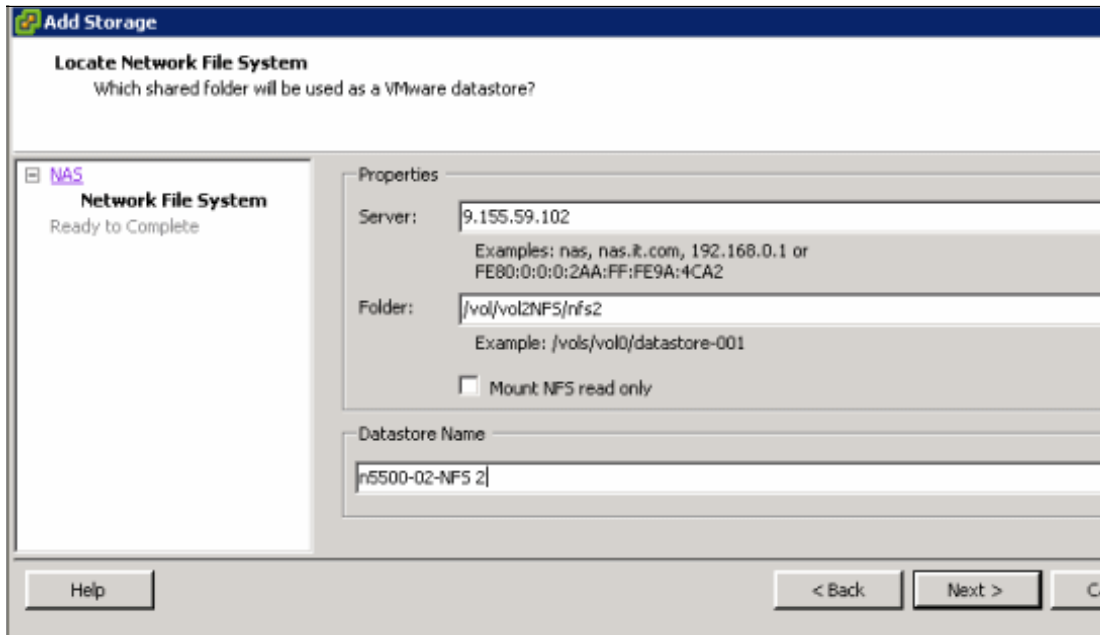 Add Storage
Locate Network File System
Which shared folder will be used as a VMware datastore?
NAS
Network File System
Ready to Complete
Properties
Server:
9.155.59.102
Examples: nas, nas.it.com, 192.168.0.1 or
FE80:0:0:0:2AA:FF:FE9A:4CA2
Folder:
/vol/vol2NFS/nfs2
Example: /vols/vol0/datastore-001
Mount NFS read only
Datastore Name
n5500-02-NFS 2
Help
< Back
Next >